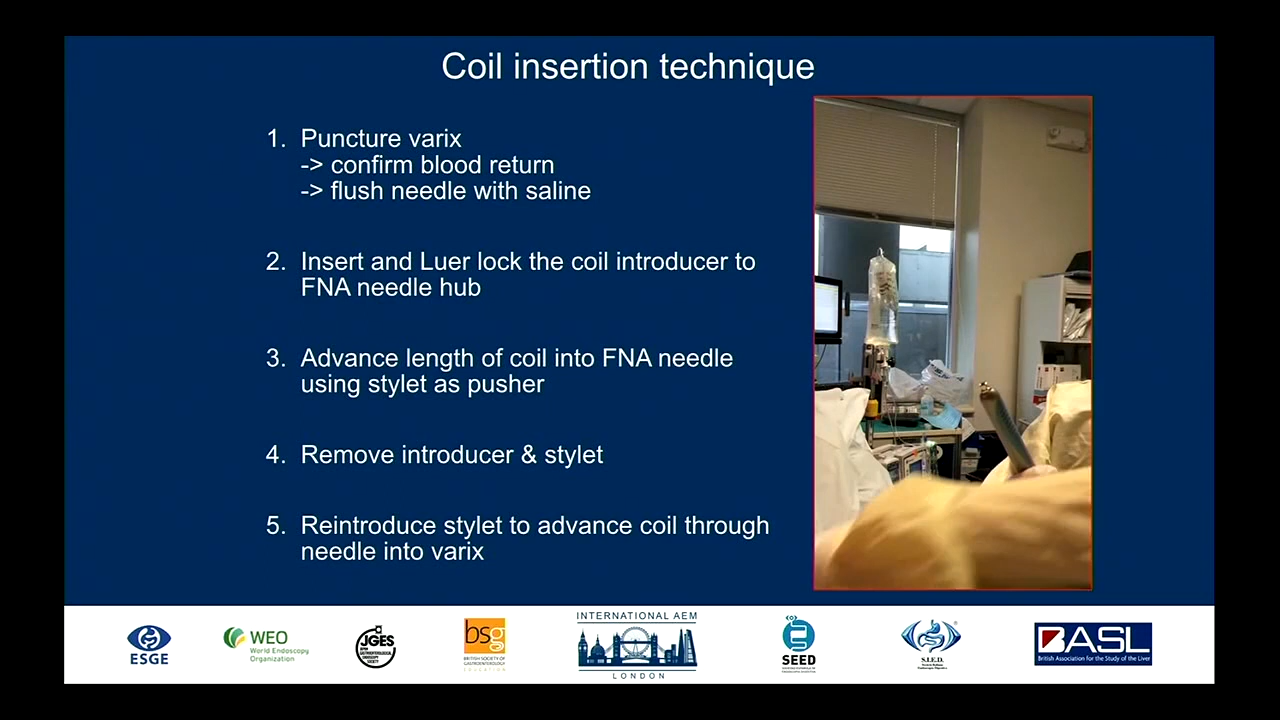 Coil insertion technique
1. Puncture varix
-> confirm blood return
-> flush needle with saline
2. Insert and Luer lock the coil introducer to
FNA needle hub
3. Advance length of coil into FNA needle
using stylet as pusher
4. Remove introducer & stylet
5. Reintroduce stylet to advance coil through
needle into varix
ESGE
WEO
World Endoscopy
Organization
JGES
bsg
BRITISH SOCIETY OF
GASTROENTEROLOGY
INTERNATIONAL AEM
LONDON
SEED
S.I.E.D.
BASL
British Association for the Study of the Liver